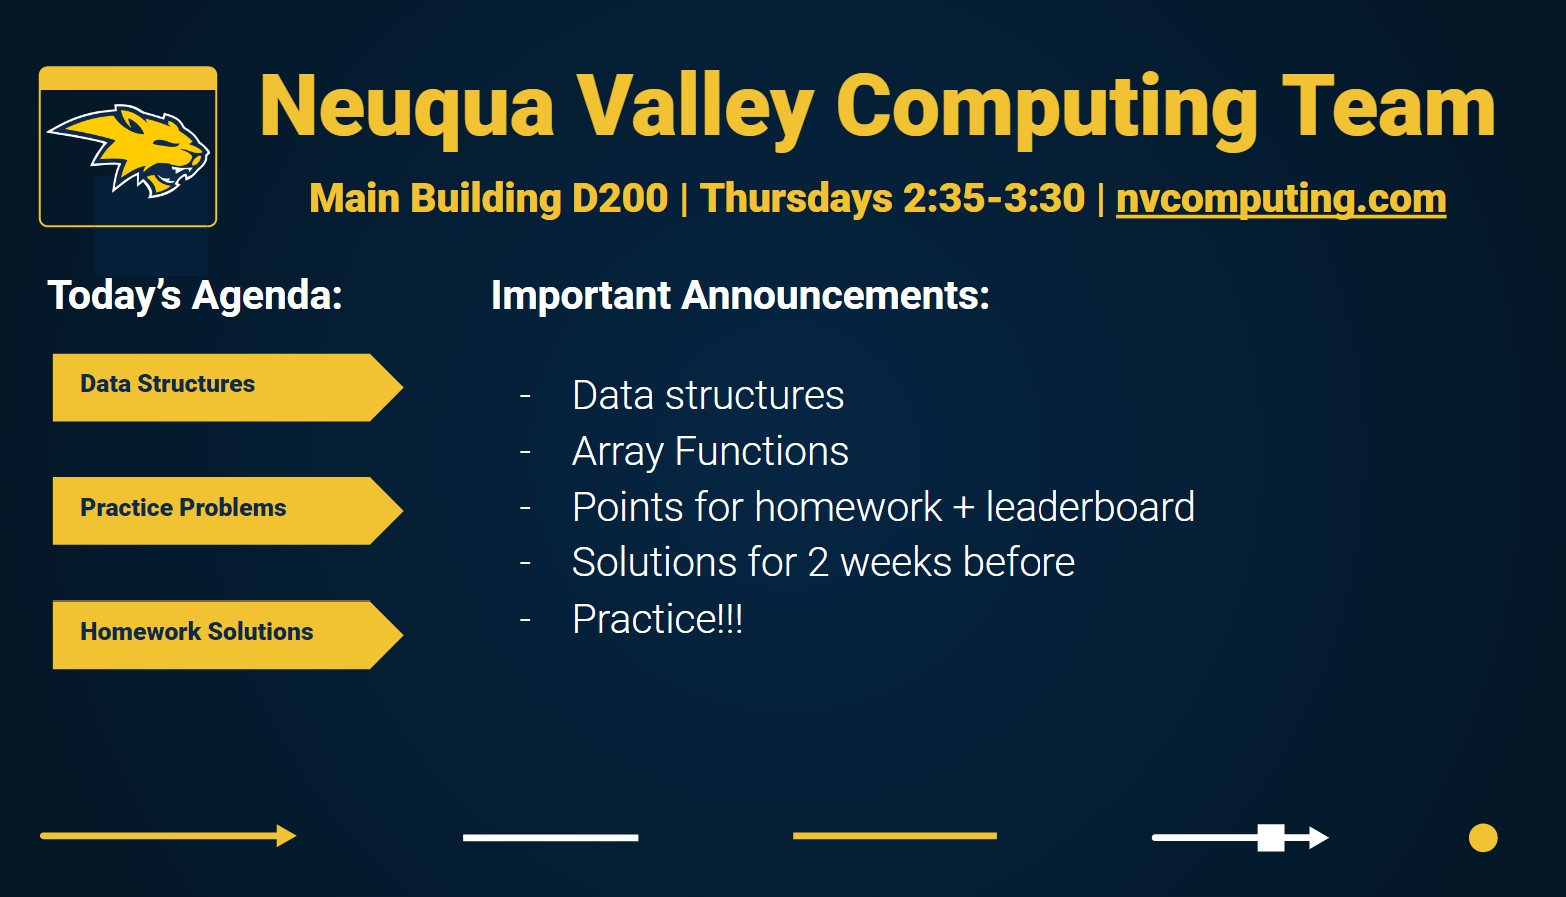 Neuqua Valley Computing Team
Main Building D200 | Thursdays 2:35-3:30 | nvcomputing.com
Today’s Agenda:
Data Structures
Practice Problems
Homework Solutions
Important Announcements:
- Data structures
- Array Functions
- Points for homework + leaderboard
- Solutions for 2 weeks before
- Practice!!!